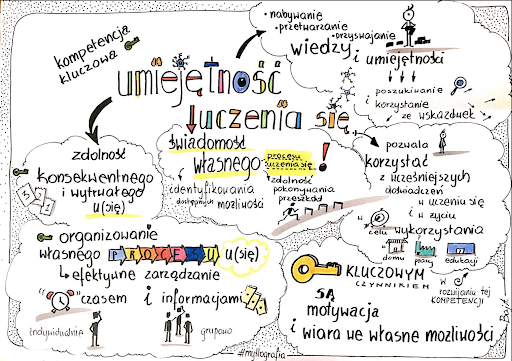 kompetencja
kluczowa
umiejętność
uczenia się
• nabywanie
• przetwarzanie
• przyswajanie
wiedzy
i umiejętności
poszukiwanie
i korzystanie
ze wskazówek
zdolność
konsekwentnego
i wytrwałego
u(się)
świadomość
własnego
procesu
uczenia się
identyfikowania
dostępnych możliwości
zdolność
pokonywania
przeszkód
!
pozwala
korzystać
z wcześniejszych
doświadczeń
w uczeniu się
i w życiu
w celu wykorzystania
w
domu
pracy
edukacji
organizowanie
własnego PROCESU u(się)
efektywne zarządzanie
"czasem i informacjami
indywidualnie
grupowo
KLUCZOWYM
CZYNNIKIEM
w
rozwijaniu tej
KOMPETENCJI
SĄ
motywacja
i wiara we własne możliwości
#mylografia